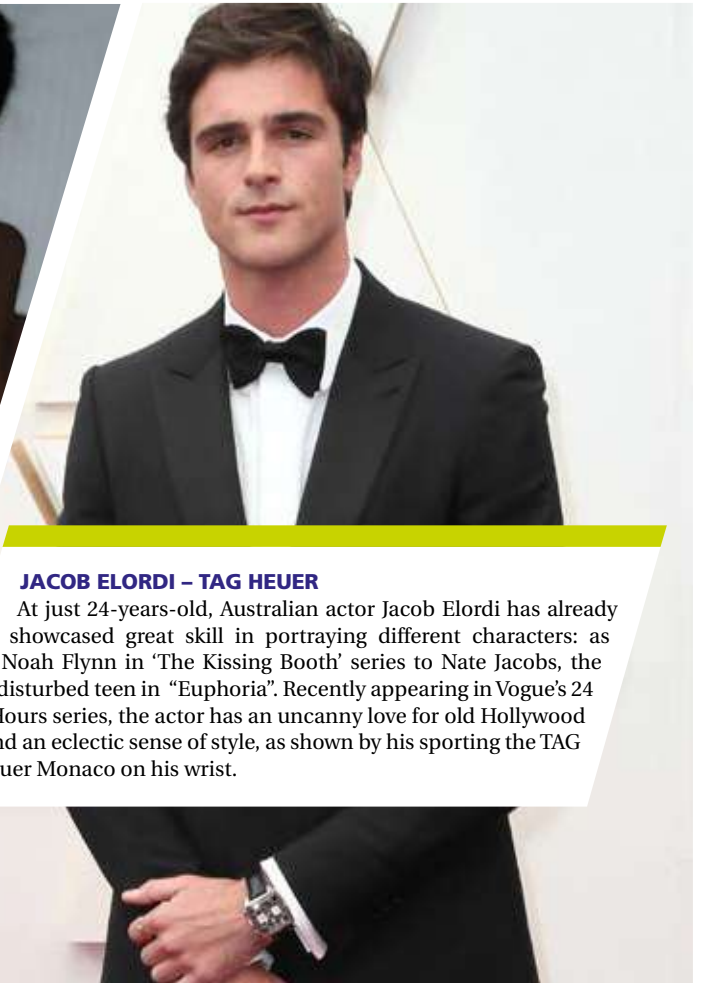 JACOB ELORDI – TAG HEUER
At just 24-years-old, Australian actor Jacob Elordi has already
showcased great skill in portraying different characters: as
Noah Flynn in ‘The Kissing Booth’ series to Nate Jacobs, the
disturbed teen in “Euphoria”. Recently appearing in Vogue’s 24
Hours series, the actor has an uncanny love for old Hollywood
nd an eclectic sense of style, as shown by his sporting the TAG
uer Monaco on his wrist.